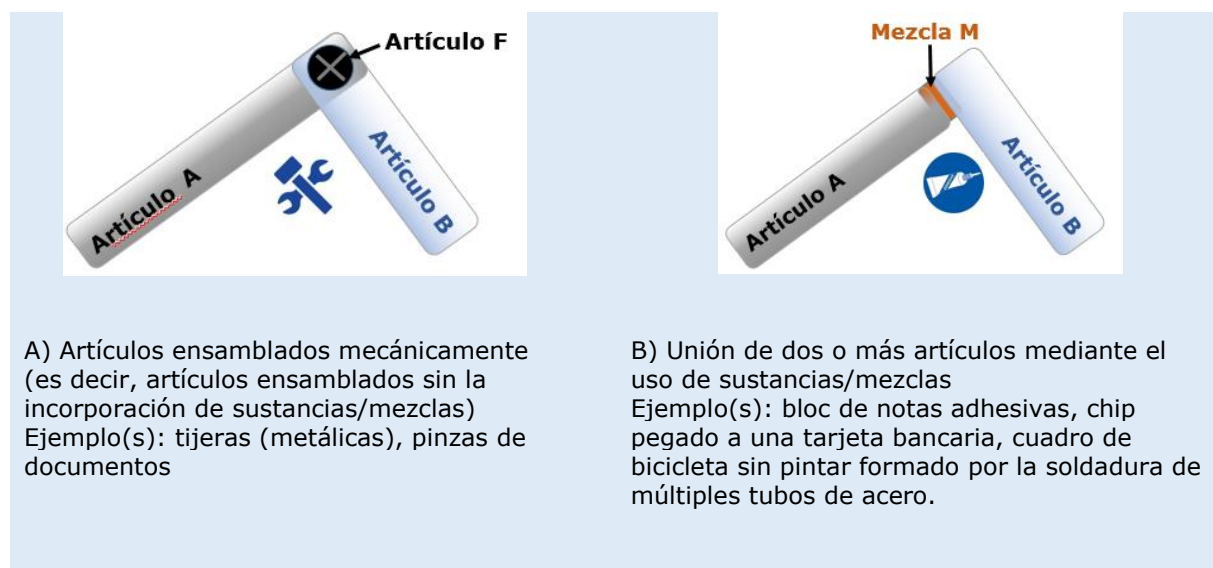 Artículo F
Artículo A
Artículo B
Mezcla M
Artículo A
Artículo B
A) Artículos ensamblados mecánicamente
(es decir, artículos ensamblados sin la
incorporación de sustancias/mezclas)
Ejemplo(s): tijeras (metálicas), pinzas de
documentos
B) Unión de dos o más artículos mediante el
uso de sustancias/mezclas
Ejemplo(s): bloc de notas adhesivas, chip
pegado a una tarjeta bancaria, cuadro de
bicicleta sin pintar formado por la soldadura de
múltiples tubos de acero.